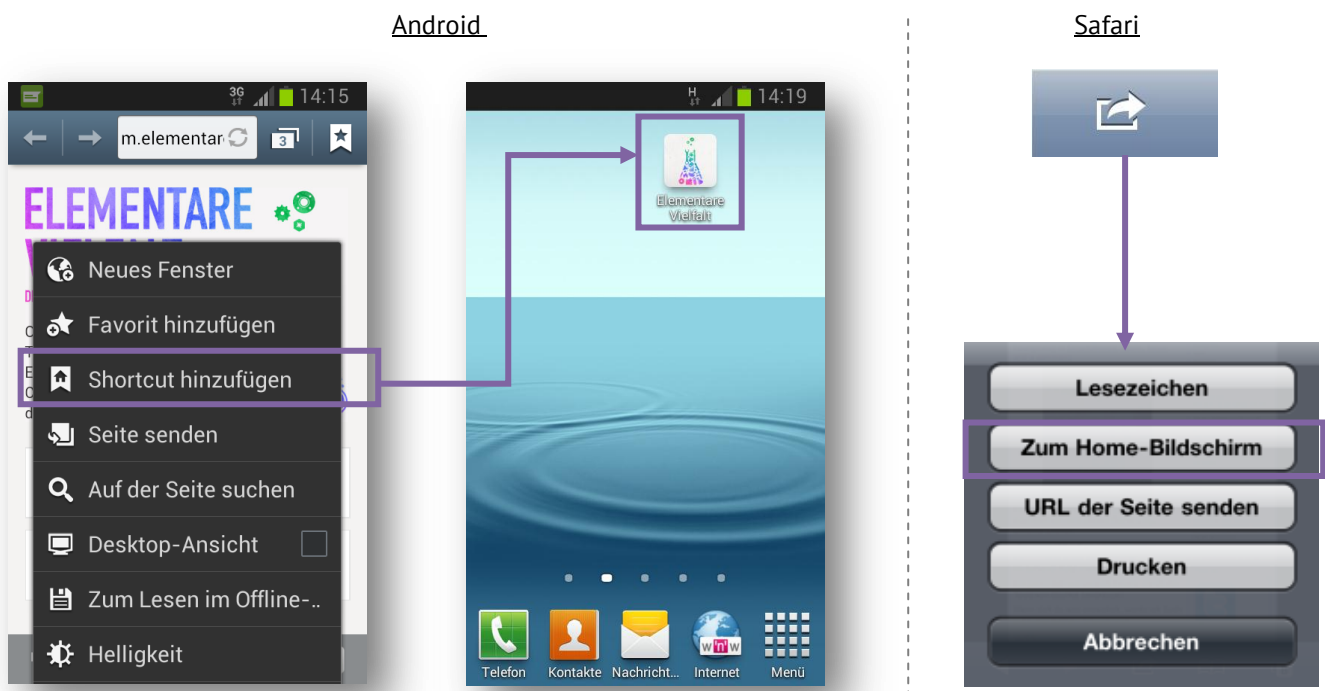 Android
Safari
3G
14:15
m.elementar
3
ELEMENTARE
Neues Fenster
Favorit hinzufügen
Shortcut hinzufügen
Seite senden
Auf der Seite suchen
Desktop-Ansicht
Zum Lesen im Offline-..
Helligkeit
H
14:19
Elementare
Vielfalt
Telefon
Kontakte
Nachricht...
w'n'w
Internet
Menü
Lesezeichen
Zum Home-Bildschirm
URL der Seite senden
Drucken
Abbrechen